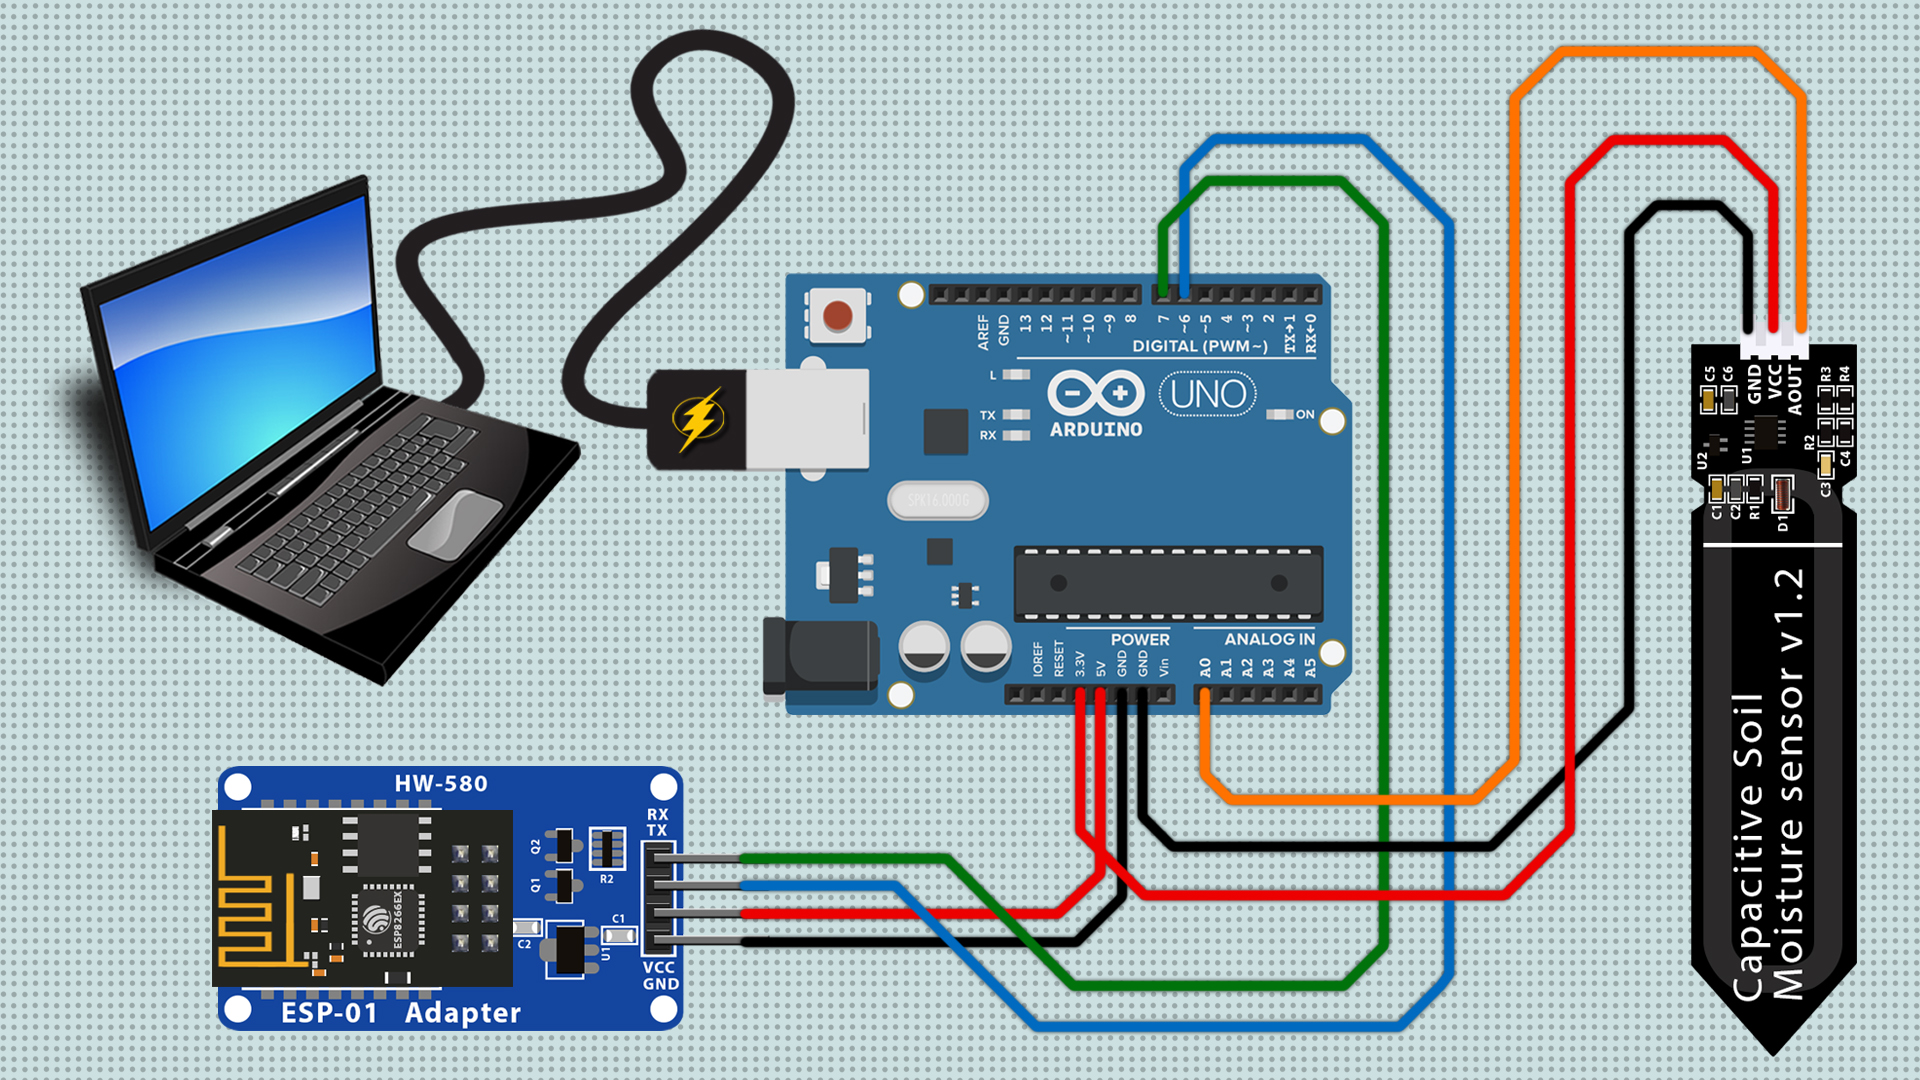 AREF
GND
13
12
~11
~10
~9
8
7
~6
~5
4
~3
2
TX→1
RX←0
DIGITAL (PWM~)
L
TX
RX
ARDUINO
UNO
ON
SPK16.000G
POWER
ANALOG IN
IOREF
RESET
3.3V
5V
GND
GND
Vin
A0
A1
A2
A3
A4
A5
GND
VCC
AOUT
C5
C6
R3
R4
U2
U1
R2
C4
C3
C1
C2
R1
D1
Capacitive Soil
Moisture sensor v1.2
HW-580
RX
TX
Q2
Q1
R2
C1
C2
U1
ESP8266EX
VCC
GND
ESP-01 Adapter